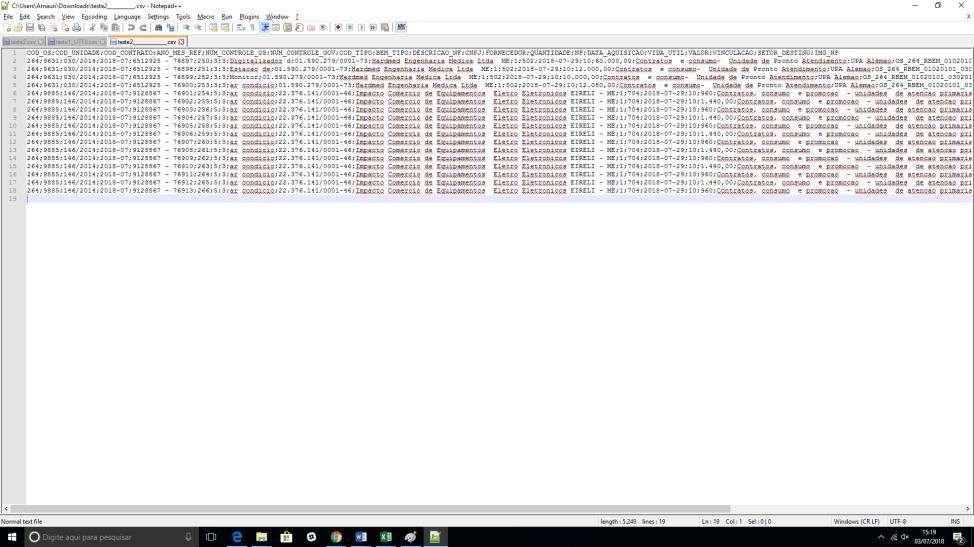 C:\Users\Amauri\Downloads\teste2________.csv - Notepad++
File Edit Search View Encoding Language Settings Tools Macro Run Plugins Window ? X
teste2.csv teste1_UTF8.csv teste2________.csv
1 COD_OS;COD_UNIDADE;COD_CONTRATO;ANO_MES_REF;NUM_CONTROLE_OS;NUM_CONTROLE_GOV;COD_TIPO;BEM_TIPO;DESCRICAO_NF;CNPJ;FORNECEDOR;QUANTIDADE;NF;DATA_AQUISICAO;VIDA_UTIL;VALOR;VINCULACAO;SETOR_DESTINO;IMG_NF
2 264;9631;030/2014;2018-07;6512925 - 76897;250;3;3;Digitalizador d;01.590.279/0001-73;Hardmed Engenharia Medica Ltda ME;1;502;2018-07-29;10;60.000,00;Contratos e consumo- Unidade de Pronto Atendimento;UPA Alemao;OS_264_RBEM_0102010
3 264;9631;030/2014;2018-07;6512925 - 76898;251;3;3;Estacao de;01.590.279/0001-73;Hardmed Engenharia Medica Ltda ME;1;502;2018-07-29;10;12.000,00;Contratos e consumo- Unidade de Pronto Atendimento;UPA Alemao;OS_264_RBEM_01020101_030
4 264;9631;030/2014;2018-07;6512925 - 76899;252;3;3;Monitor;01.590.279/0001-73;Hardmed Engenharia Medica Ltda ME;1;502;2018-07-29;10;12.000,00;Contratos e consumo- Unidade de Pronto Atendimento;UPA Alemao;OS_264_RBEM_01020101_0302
5 264;9631;030/2014;2018-07;6512925 - 76900;253;5;3;ar condicio;01.590.279/0001-73;Hardmed Engenharia Medica Ltda ME;1;502;2018-07-29;10;12.080,00;Contratos e consumo- Unidade de Pronto Atendimento;UPA Alemao;OS_264_RBEM_01020101_
6 264;9885;146/2014;2018-07;9128867 - 76901;254;5;3;ar condicio;22.376.141/0001-46;Impacto Comercio de Equipamentos Eletro Eletronicos EIRELI - ME;1;704;2018-07-29;10;960;Contratos, consumo e promocao - unidades de atencao primaria
7 264;9885;146/2014;2018-07;9128867 - 76902;255;5;3;ar condicio;22.376.141/0001-46;Impacto Comercio de Equipamentos Eletro Eletronicos EIRELI - ME;1;704;2018-07-29;10;1.440,00;Contratos, consumo e promocao - unidades de atencao pri
8 264;9885;146/2014;2018-07;9128867 - 76903;256;5;3;ar condicio;22.376.141/0001-46;Impacto Comercio de Equipamentos Eletro Eletronicos EIRELI - ME;1;704;2018-07-29;10;960;Contratos, consumo e promocao - unidades de atencao primaria
9 264;9885;146/2014;2018-07;9128867 - 76904;257;5;3;ar condicio;22.376.141/0001-46;Impacto Comercio de Equipamentos Eletro Eletronicos EIRELI - ME;1;704;2018-07-29;10;1.440,00;Contratos, consumo e promocao - unidades de atencao pri
10 264;9885;146/2014;2018-07;9128867 - 76905;258;5;3;ar condicio;22.376.141/0001-46;Impacto Comercio de Equipamentos Eletro Eletronicos EIRELI - ME;1;704;2018-07-29;10;960;Contratos, consumo e promocao - unidades de atencao primaria
11 264;9885;146/2014;2018-07;9128867 - 76906;259;5;3;ar condicio;22.376.141/0001-46;Impacto Comercio de Equipamentos Eletro Eletronicos EIRELI - ME;1;704;2018-07-29;10;1.440,00;Contratos, consumo e promocao - unidades de atencao pri
12 264;9885;146/2014;2018-07;9128867 - 76907;260;5;3;ar condicio;22.376.141/0001-46;Impacto Comercio de Equipamentos Eletro Eletronicos EIRELI - ME;1;704;2018-07-29;10;960;Contratos, consumo e promocao - unidades de atencao primaria
13 264;9885;146/2014;2018-07;9128867 - 76908;261;5;3;ar condicio;22.376.141/0001-46;Impacto Comercio de Equipamentos Eletro Eletronicos EIRELI - ME;1;704;2018-07-29;10;1.440,00;Contratos, consumo e promocao - unidades de atencao pri
14 264;9885;146/2014;2018-07;9128867 - 76909;262;5;3;ar condicio;22.376.141/0001-46;Impacto Comercio de Equipamentos Eletro Eletronicos EIRELI - ME;1;704;2018-07-29;10;960;Contratos, consumo e promocao - unidades de atencao primaria
15 264;9885;146/2014;2018-07;9128867 - 76910;263;5;3;ar condicio;22.376.141/0001-46;Impacto Comercio de Equipamentos Eletro Eletronicos EIRELI - ME;1;704;2018-07-29;10;1.440,00;Contratos, consumo e promocao - unidades de atencao pri
16 264;9885;146/2014;2018-07;9128867 - 76911;264;5;3;ar condicio;22.376.141/0001-46;Impacto Comercio de Equipamentos Eletro Eletronicos EIRELI - ME;1;704;2018-07-29;10;960;Contratos, consumo e promocao - unidades de atencao primaria
17 264;9885;146/2014;2018-07;9128867 - 76912;265;5;3;ar condicio;22.376.141/0001-46;Impacto Comercio de Equipamentos Eletro Eletronicos EIRELI - ME;1;704;2018-07-29;10;1.440,00;Contratos, consumo e promocao - unidades de atencao pri
18 264;9885;146/2014;2018-07;9128867 - 76913;266;5;3;ar condicio;22.376.141/0001-46;Impacto Comercio de Equipamentos Eletro Eletronicos EIRELI - ME;1;704;2018-07-29;10;960;Contratos, consumo e promocao - unidades de atencao primaria
19
Normal text file length : 5.249 lines : 19 Ln : 19 Col : 1 Sel : 0 | 0 Windows (CR LF) UTF-8 INS
Digite aqui para pesquisar
15:19
03/07/2018